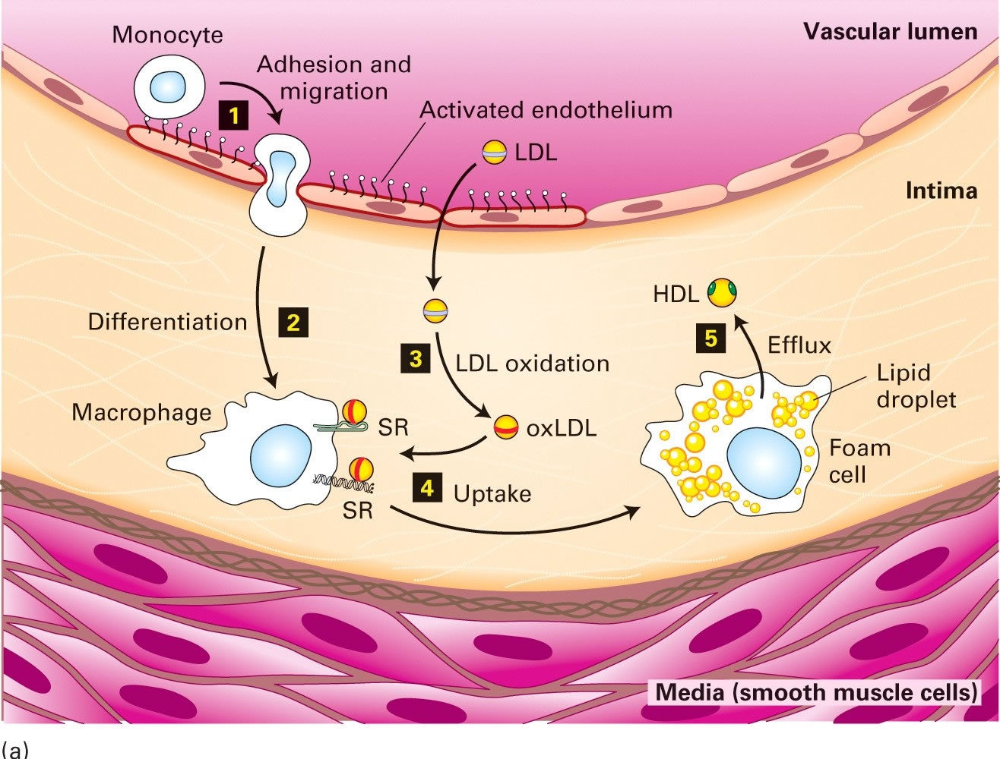 Monocyte
Vascular lumen
Adhesion and
migration
1
Activated endothelium
LDL
Intima
HDL
Differentiation
2
5
Efflux
3
LDL oxidation
Lipid
droplet
Macrophage
SR
oxLDL
Foam
cell
4
Uptake
SR
Media (smooth muscle cells)
(a)